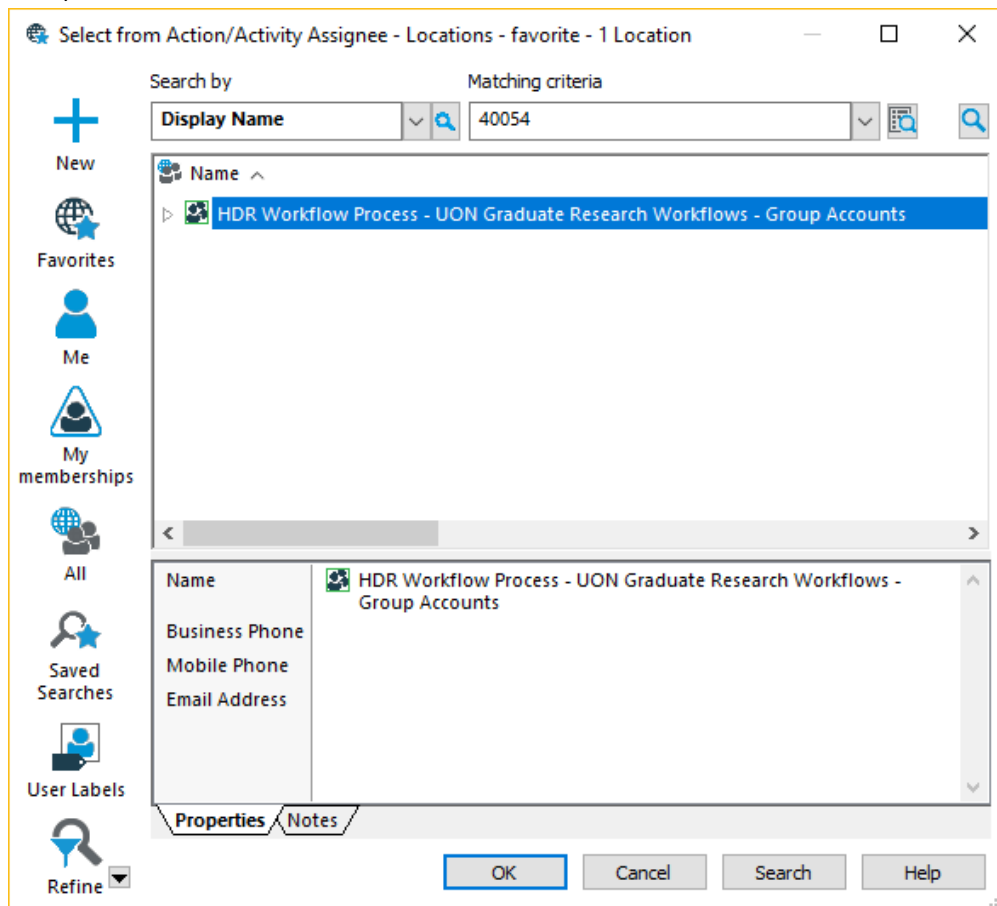 Select from Action/Activity Assignee - Locations - favorite - 1 Location
Search by
Matching criteria
Display Name
40054
New
Name
HDR Workflow Process - UON Graduate Research Workflows - Group Accounts
Favorites
Me
My
memberships
All
Saved
Searches
User Labels
Refine
Name
HDR Workflow Process - UON Graduate Research Workflows -
Group Accounts
Business Phone
Mobile Phone
Email Address
Properties
Notes
OK
Cancel
Search
Help